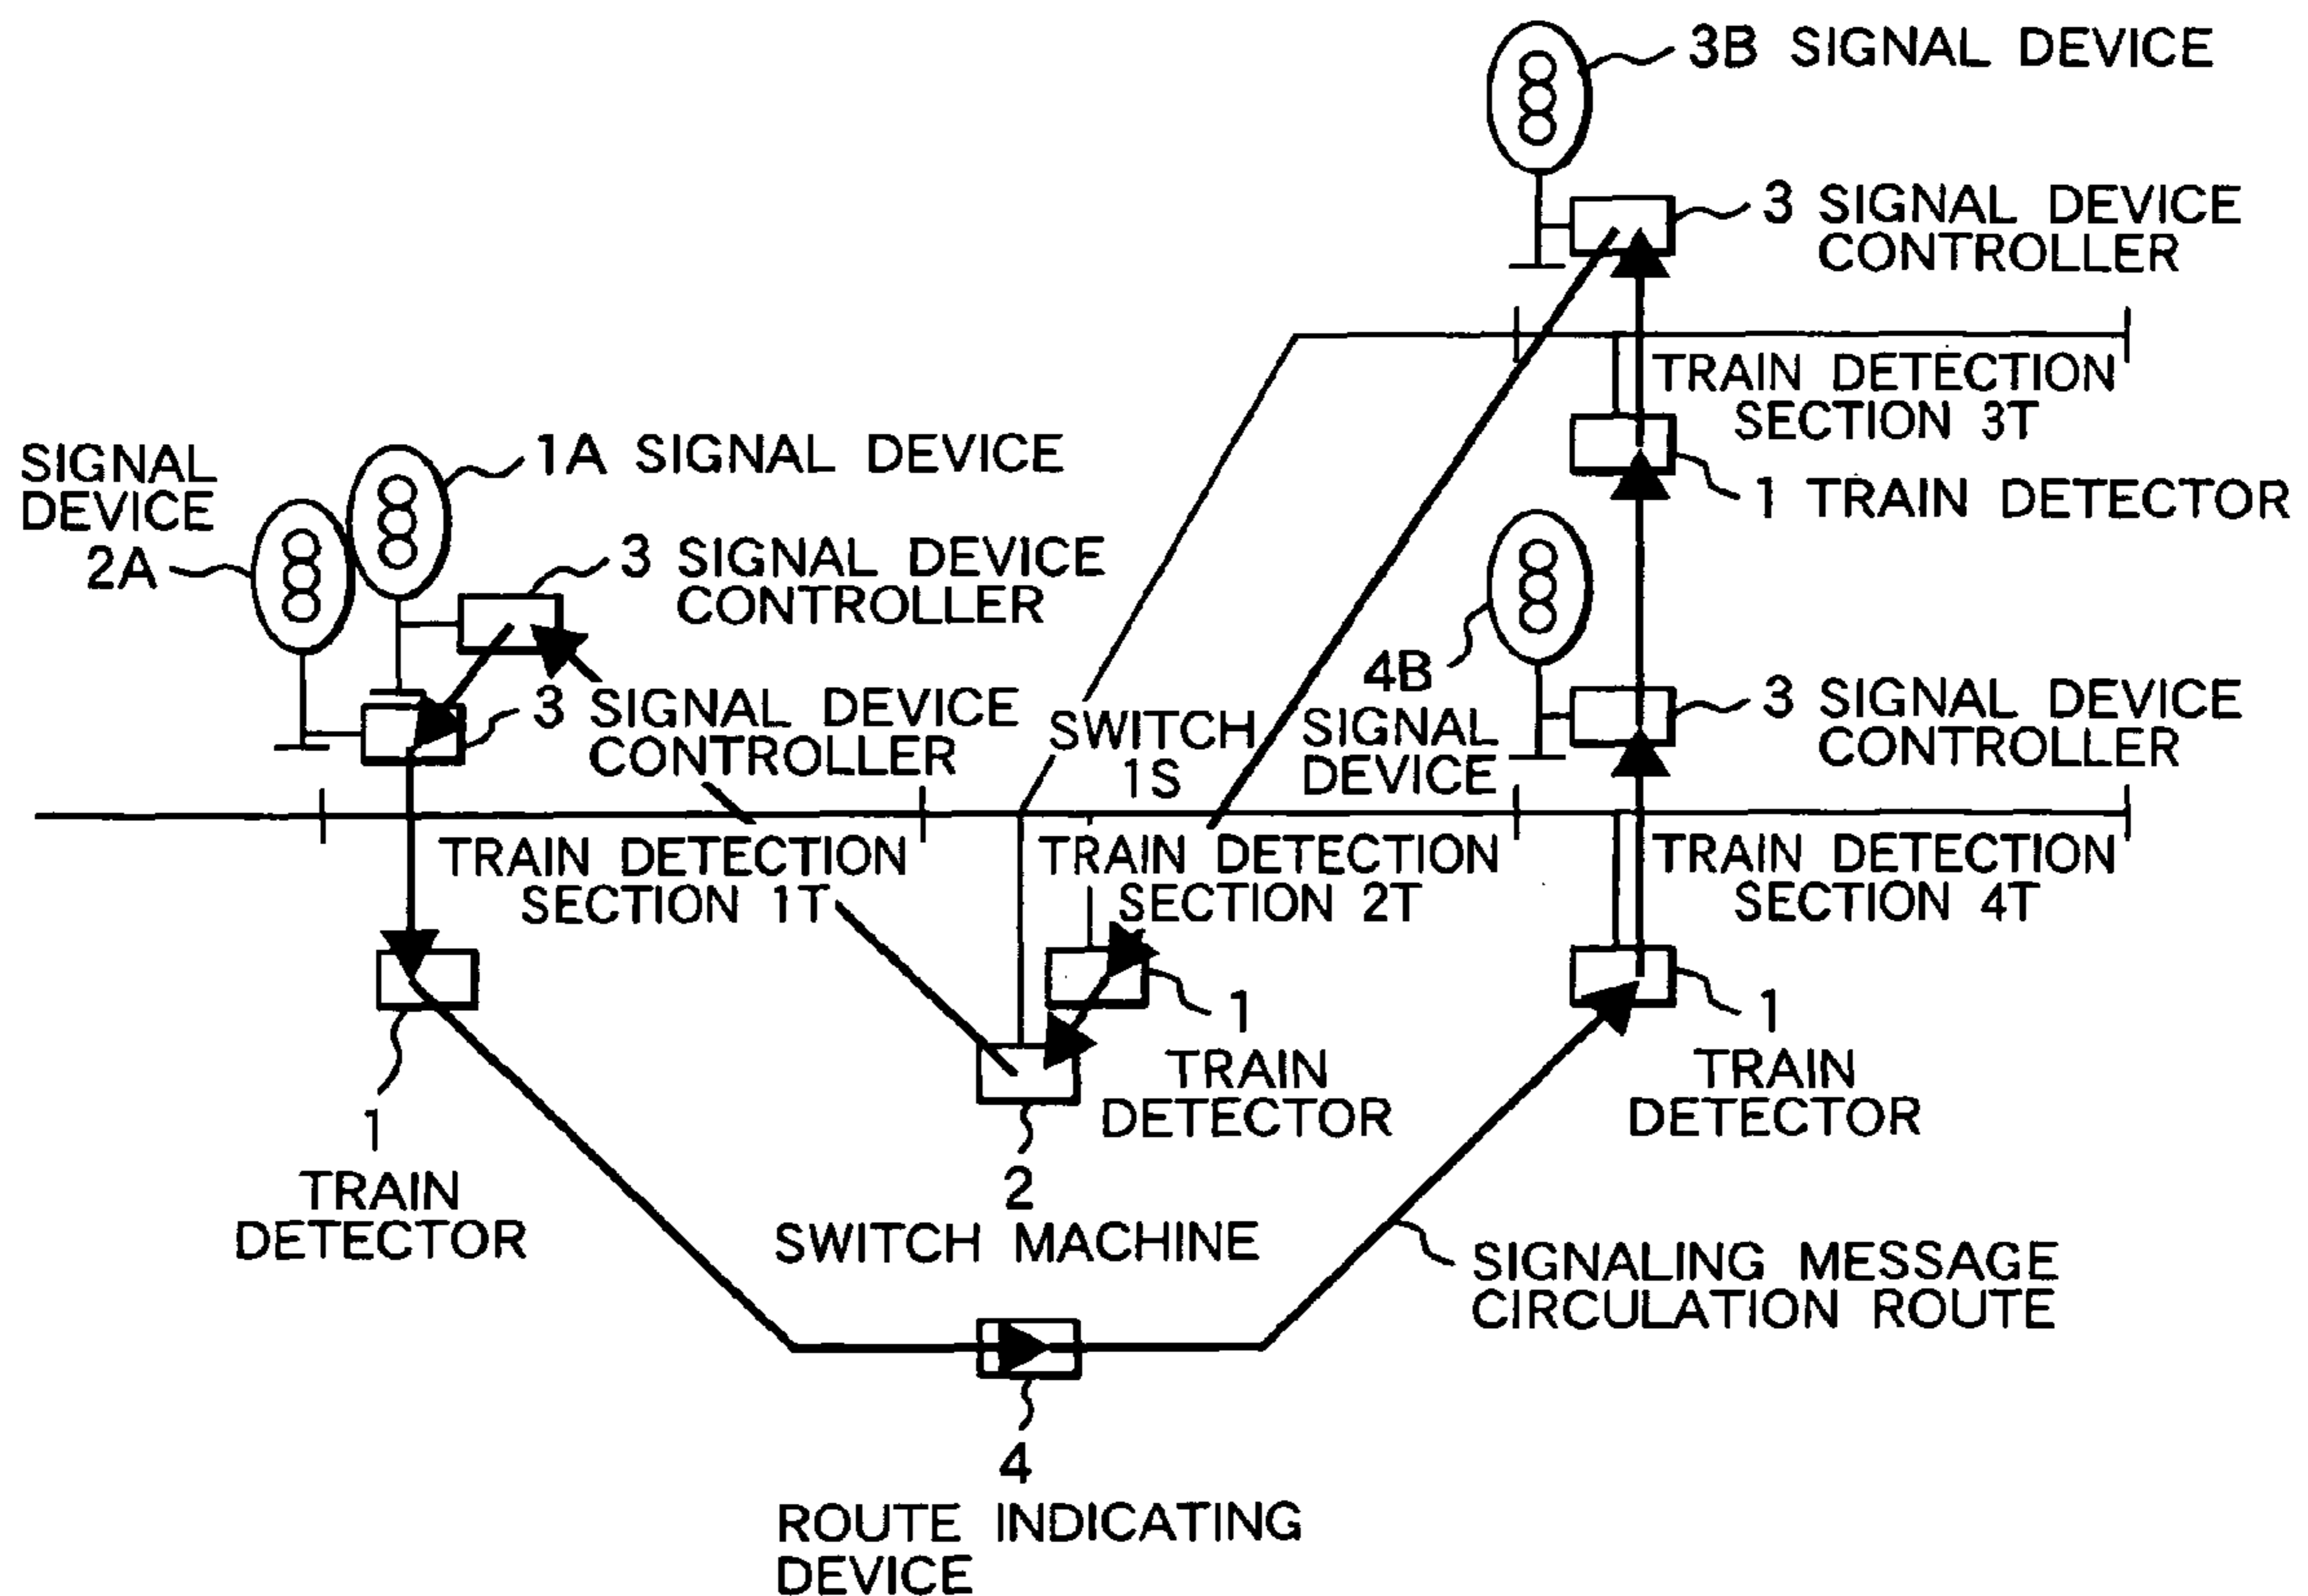 3B SIGNAL DEVICE
3 SIGNAL DEVICE
CONTROLLER
TRAIN DETECTION
SECTION 3T
1 TRAIN DETECTOR
1A SIGNAL DEVICE
SIGNAL
DEVICE
2A
3 SIGNAL DEVICE
CONTROLLER
3 SIGNAL DEVICE
CONTROLLER
4B
SIGNAL
DEVICE
3 SIGNAL DEVICE
CONTROLLER
SWITCH
1S
TRAIN DETECTION
SECTION 1T
TRAIN DETECTION
SECTION 2T
TRAIN DETECTION
SECTION 4T
1
TRAIN
DETECTOR
1
TRAIN
DETECTOR
1
TRAIN
DETECTOR
2
SWITCH MACHINE
SIGNALING MESSAGE
CIRCULATION ROUTE
4
ROUTE INDICATING
DEVICE